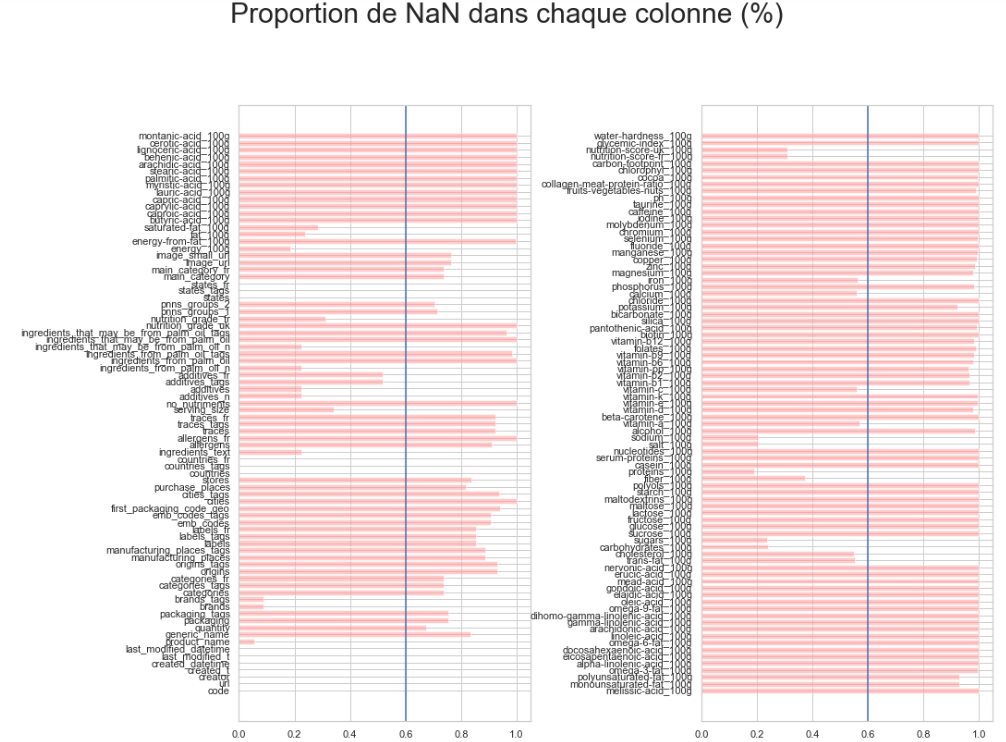 Proportion de NaN dans chaque colonne (%)
montanic-acid_100g
cerotic-acid_100g
lignoceric-acid_100g
behenic-acid_100g
arachidic-acid_100g
stearic-acid_100g
palmitic-acid_100g
myristic-acid_100g
lauric-acid_100g
capric-acid_100g
caprylic-acid_100g
caproic-acid_100g
butyric-acid_100g
saturated-fat_100g
fat_100g
energy-from-fat_100g
energy_100g
image_small_url
image_url
main_category_fr
main_category
states_fr
states_tags
states
pnns_groups_2
pnns_groups_1
nutrition_grade_fr
nutrition_grade_uk
ingredients_that_may_be_from_palm_oil_tags
ingredients_that_may_be_from_palm_oil
ingredients_that_may_be_from_palm_oil_n
ingredients_from_palm_oil_tags
ingredients_from_palm_oil
ingredients_from_palm_oil_n
additives_fr
additives_tags
additives
additives_n
no_nutriments
serving_size
traces_fr
traces_tags
traces
allergens_fr
allergens
ingredients_text
countries_fr
countries_tags
countries
stores
purchase_places
cities_tags
cities
first_packaging_code_geo
emb_codes_tags
emb_codes
labels_fr
labels_tags
labels
manufacturing_places_tags
manufacturing_places
origins_tags
origins
categories_fr
categories_tags
categories
brands_tags
brands
packaging_tags
packaging
quantity
generic_name
product_name
last_modified_datetime
last_modified_t
created_datetime
created_t
creator
url
code
0.0 0.2 0.4 0.6 0.8 1.0
water-hardness_100g
glycemic-index_100g
nutrition-score-uk_100g
nutrition-score-fr_100g
carbon-footprint_100g
chlorophyl_100g
cocoa_100g
collagen-meat-protein-ratio_100g
fruits-vegetables-nuts_100g
ph_100g
taurine_100g
caffeine_100g
iodine_100g
molybdenum_100g
chromium_100g
selenium_100g
fluoride_100g
manganese_100g
copper_100g
zinc_100g
magnesium_100g
iron_100g
phosphorus_100g
calcium_100g
chloride_100g
potassium_100g
bicarbonate_100g
silica_100g
pantothenic-acid_100g
biotin_100g
vitamin-b12_100g
folates_100g
vitamin-b9_100g
vitamin-b6_100g
vitamin-pp_100g
vitamin-b2_100g
vitamin-b1_100g
vitamin-c_100g
vitamin-k_100g
vitamin-e_100g
vitamin-d_100g
beta-carotene_100g
vitamin-a_100g
alcohol_100g
sodium_100g
salt_100g
nucleotides_100g
serum-proteins_100g
casein_100g
proteins_100g
fiber_100g
polyols_100g
starch_100g
maltodextrins_100g
maltose_100g
lactose_100g
fructose_100g
glucose_100g
sucrose_100g
sugars_100g
carbohydrates_100g
cholesterol_100g
trans-fat_100g
nervonic-acid_100g
erucic-acid_100g
mead-acid_100g
gondoic-acid_100g
elaidic-acid_100g
oleic-acid_100g
omega-9-fat_100g
dihomo-gamma-linolenic-acid_100g
gamma-linolenic-acid_100g
arachidonic-acid_100g
linoleic-acid_100g
omega-6-fat_100g
docosahexaenoic-acid_100g
eicosapentaenoic-acid_100g
alpha-linolenic-acid_100g
omega-3-fat_100g
polyunsaturated-fat_100g
monounsaturated-fat_100g
melissic-acid_100g
0.0 0.2 0.4 0.6 0.8 1.0